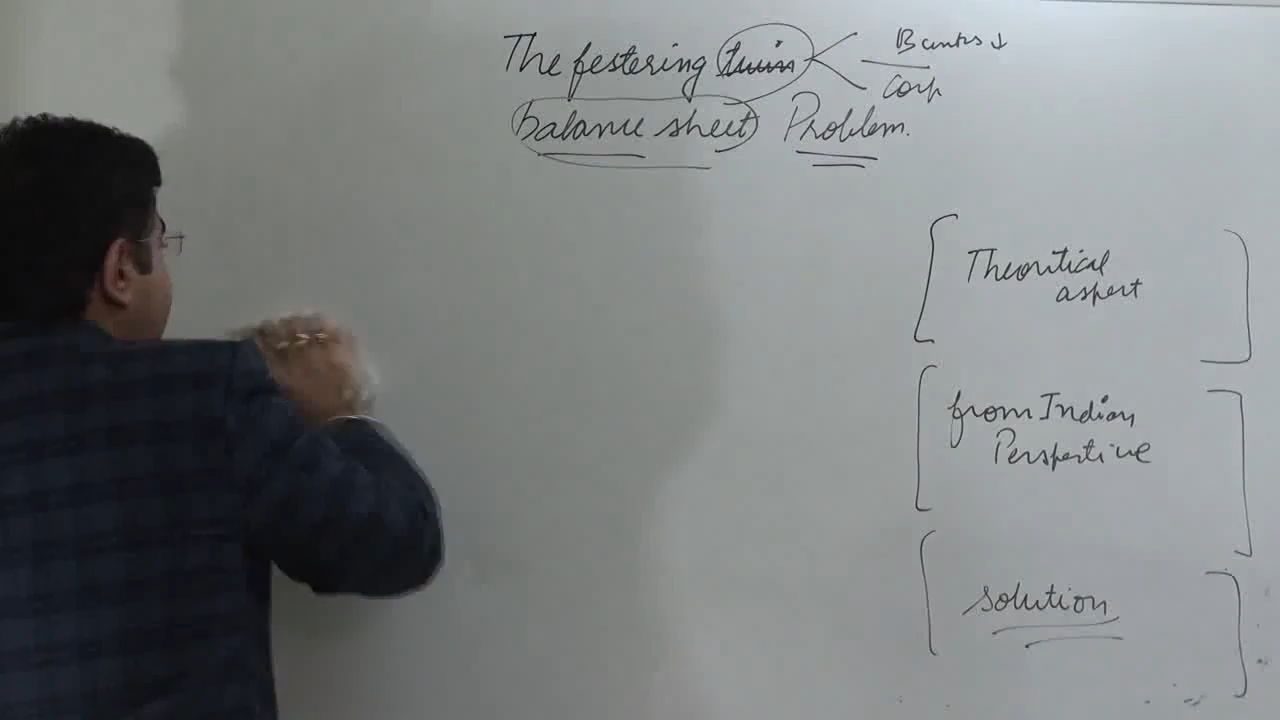 The festering twin
balance sheet Problem.
Banks ↓
Corp
Theoritical
aspect
from Indian
Perspective
solution